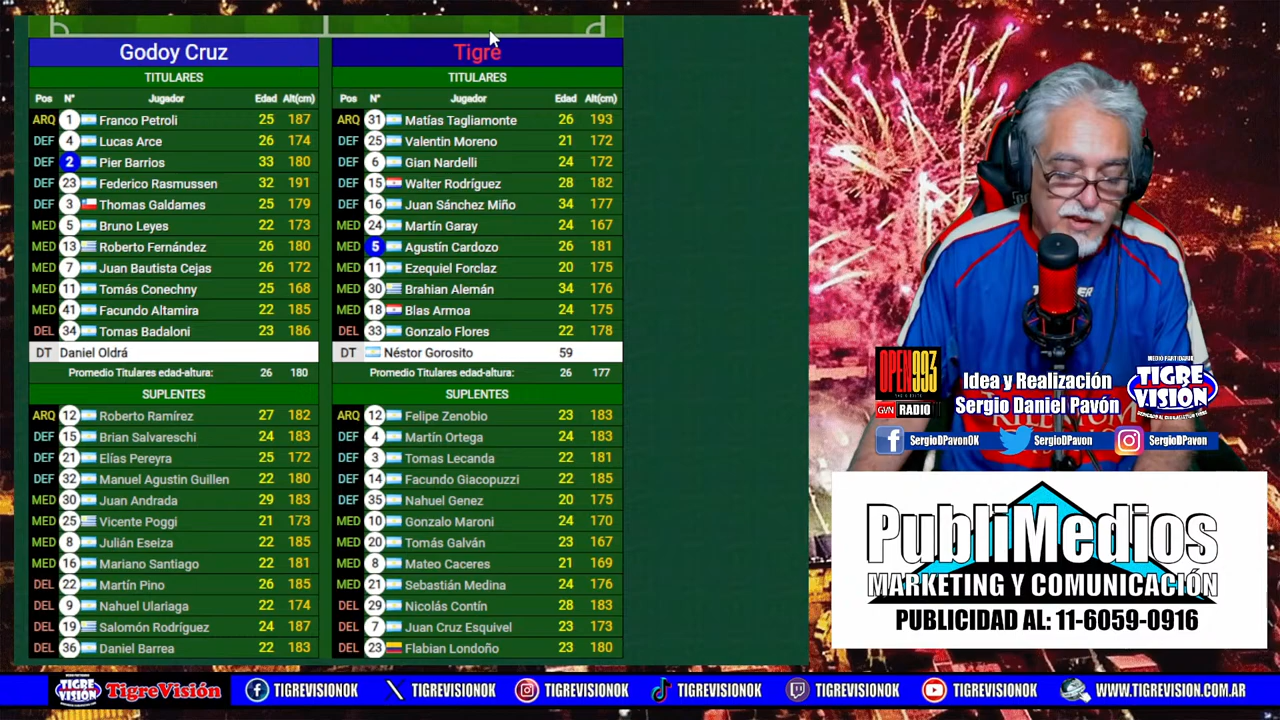 Godoy Cruz
TITULARES
Pos N° Jugador Edad Alt(cm)
ARQ 1 Franco Petroli 25 187
DEF 4 Lucas Arce 26 174
DEF 2 Pier Barrios 33 180
DEF 23 Federico Rasmussen 32 191
DEF 3 Thomas Galdames 25 179
MED 5 Bruno Leyes 22 173
MED 13 Roberto Fernández 26 180
MED 7 Juan Bautista Cejas 26 172
MED 11 Tomás Conechny 25 168
MED 41 Facundo Altamira 22 185
DEL 34 Tomas Badaloni 23 186
DT Daniel Oldrá
Promedio Titulares edad-altura: 26 180
SUPLENTES
ARQ 12 Roberto Ramírez 27 182
DEF 15 Brian Salvareschi 24 183
DEF 21 Elías Pereyra 25 172
DEF 32 Manuel Agustin Guillen 22 180
MED 30 Juan Andrada 29 183
MED 25 Vicente Poggi 21 173
MED 8 Julián Eseiza 22 185
MED 16 Mariano Santiago 22 181
DEL 22 Martín Pino 26 185
DEL 9 Nahuel Ulariaga 22 174
DEL 19 Salomón Rodríguez 24 187
DEL 36 Daniel Barrea 22 183
Tigre
TITULARES
Pos N° Jugador Edad Alt(cm)
ARQ 31 Matías Tagliamonte 26 193
DEF 25 Valentin Moreno 21 172
DEF 6 Gian Nardelli 24 172
DEF 15 Walter Rodríguez 28 182
DEF 16 Juan Sánchez Miño 34 177
MED 24 Martín Garay 24 167
MED 5 Agustín Cardozo 26 181
MED 11 Ezequiel Forclaz 20 175
MED 30 Brahian Alemán 34 176
MED 18 Blas Armoa 24 175
DEL 33 Gonzalo Flores 22 178
DT Néstor Gorosito 59
Promedio Titulares edad-altura: 26 177
SUPLENTES
ARQ 12 Felipe Zenobio 23 183
DEF 4 Martín Ortega 24 183
DEF 3 Tomas Lecanda 22 181
DEF 14 Facundo Giacopuzzi 22 185
DEF 35 Nahuel Genez 20 175
MED 10 Gonzalo Maroni 24 170
MED 20 Tomás Galván 23 167
MED 8 Mateo Caceres 21 169
MED 21 Sebastián Medina 24 176
DEL 29 Nicolás Contín 28 183
DEL 7 Juan Cruz Esquivel 23 173
DEL 23 Flabian Londoño 23 180
OPEN 993
GVN RADIO
Idea y Realización
Sergio Daniel Pavón
MEDIO PARTIDARIO
TIGRE
VISIÓN
SergioDPavonOK SergioDPavon SergioDPavon
PubliMedios
MARKETING Y COMUNICACIÓN
PUBLICIDAD AL: 11-6059-0916
TIGRE
VISIÓN
TigreVisión TIGREVISIONOK TIGREVISIONOK TIGREVISIONOK TIGREVISIONOK TIGREVISIONOK TIGREVISIONOK WWW.TIGREVISION.COM.AR